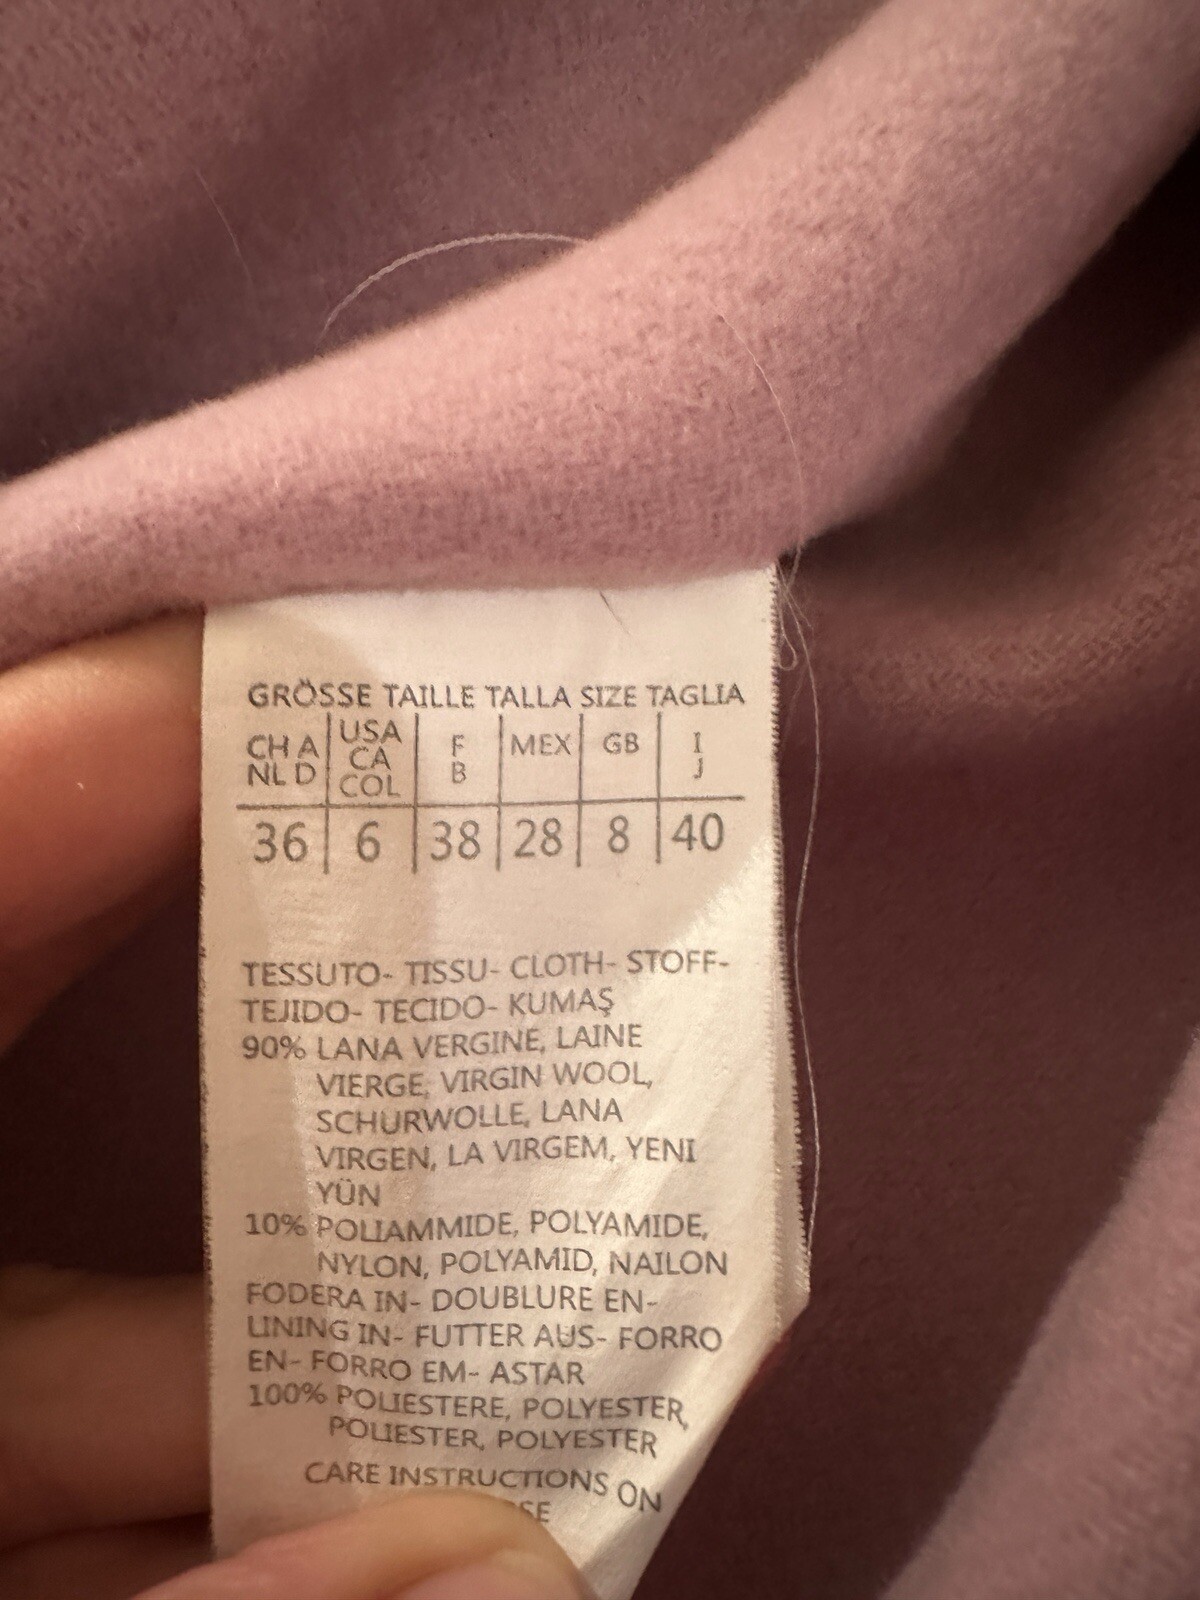 GRÖSSE TAILLE TALLA SIZE TAGLIA
CH A NL D | USA CA COL | F B | MEX | GB | I J
36 | 6 | 38 | 28 | 8 | 40
TESSUTO- TISSU- CLOTH- STOFF-
TEJIDO- TECIDO- KUMAŞ
90% LANA VERGINE, LAINE
VIERGE, VIRGIN WOOL,
SCHURWOLLE, LANA
VIRGEN, LA VIRGEM, YENI
YÜN
10% POLIAMMIDE, POLYAMIDE,
NYLON, POLYAMID, NAILON
FODERA IN- DOUBLURE EN-
LINING IN- FUTTER AUS- FORRO
EN- FORRO EM- ASTAR
100% POLIESTERE, POLYESTER,
POLIESTER, POLYESTER
CARE INSTRUCTIONS ON